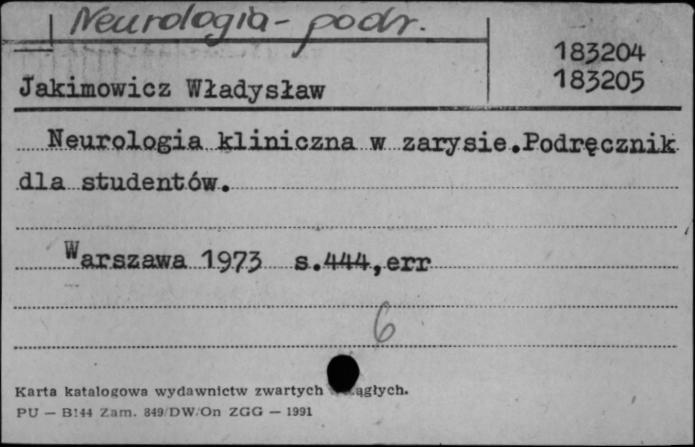 Neurologia - podr.
183204
183205
Jakimowicz Władysław
Neurologia kliniczna w zarysie.Podręcznik
dla studentów.
Warszawa 1973 s.444,err
6
Karta katalogowa wydawnictw zwartych ągłych.
PU — B144 Zam. 849/DW/On ZGG — 1991